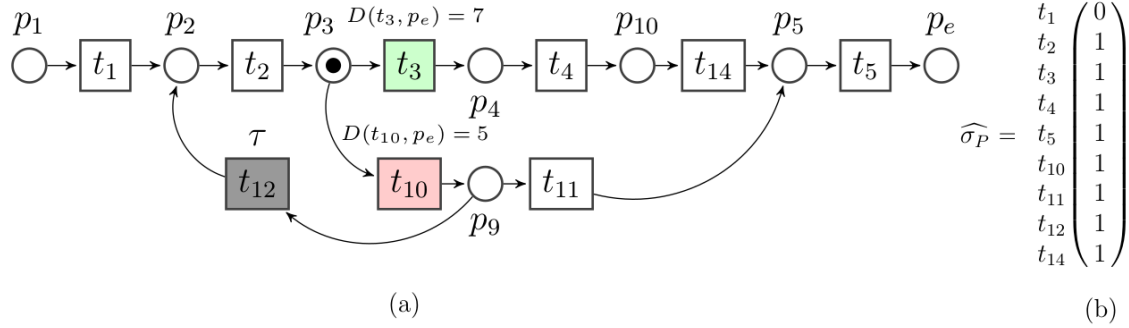 p₁ p₂ p₃ D(t₃, pₑ) = 7 p₁₀ p₅ pₑ
t₁ t₂ t₃ t₄ t₁₄ t₅
p₄
τ D(t₁₀, pₑ) = 5
t₁₂ t₁₀ t₁₁
p₉
(a)
t₁ 0
t₂ 1
t₃ 1
t₄ 1
σ̂_P = t₅ 1
t₁₀ 1
t₁₁ 1
t₁₂ 1
t₁₄ 1
(b)